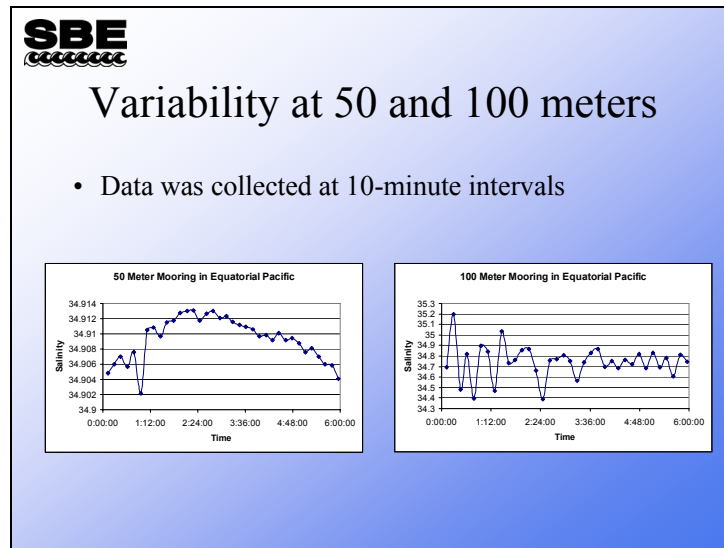 SBE
Variability at 50 and 100 meters
• Data was collected at 10-minute intervals
50 Meter Mooring in Equatorial Pacific
34.914
34.912
34.91
34.908
34.906
34.904
34.902
34.9
Salinity
0:00:00 1:12:00 2:24:00 3:36:00 4:48:00 6:00:00
Time
100 Meter Mooring in Equatorial Pacific
35.3
35.2
35.1
35
34.9
34.8
34.7
34.6
34.5
34.4
34.3
Salinity
0:00:00 1:12:00 2:24:00 3:36:00 4:48:00 6:00:00
Time